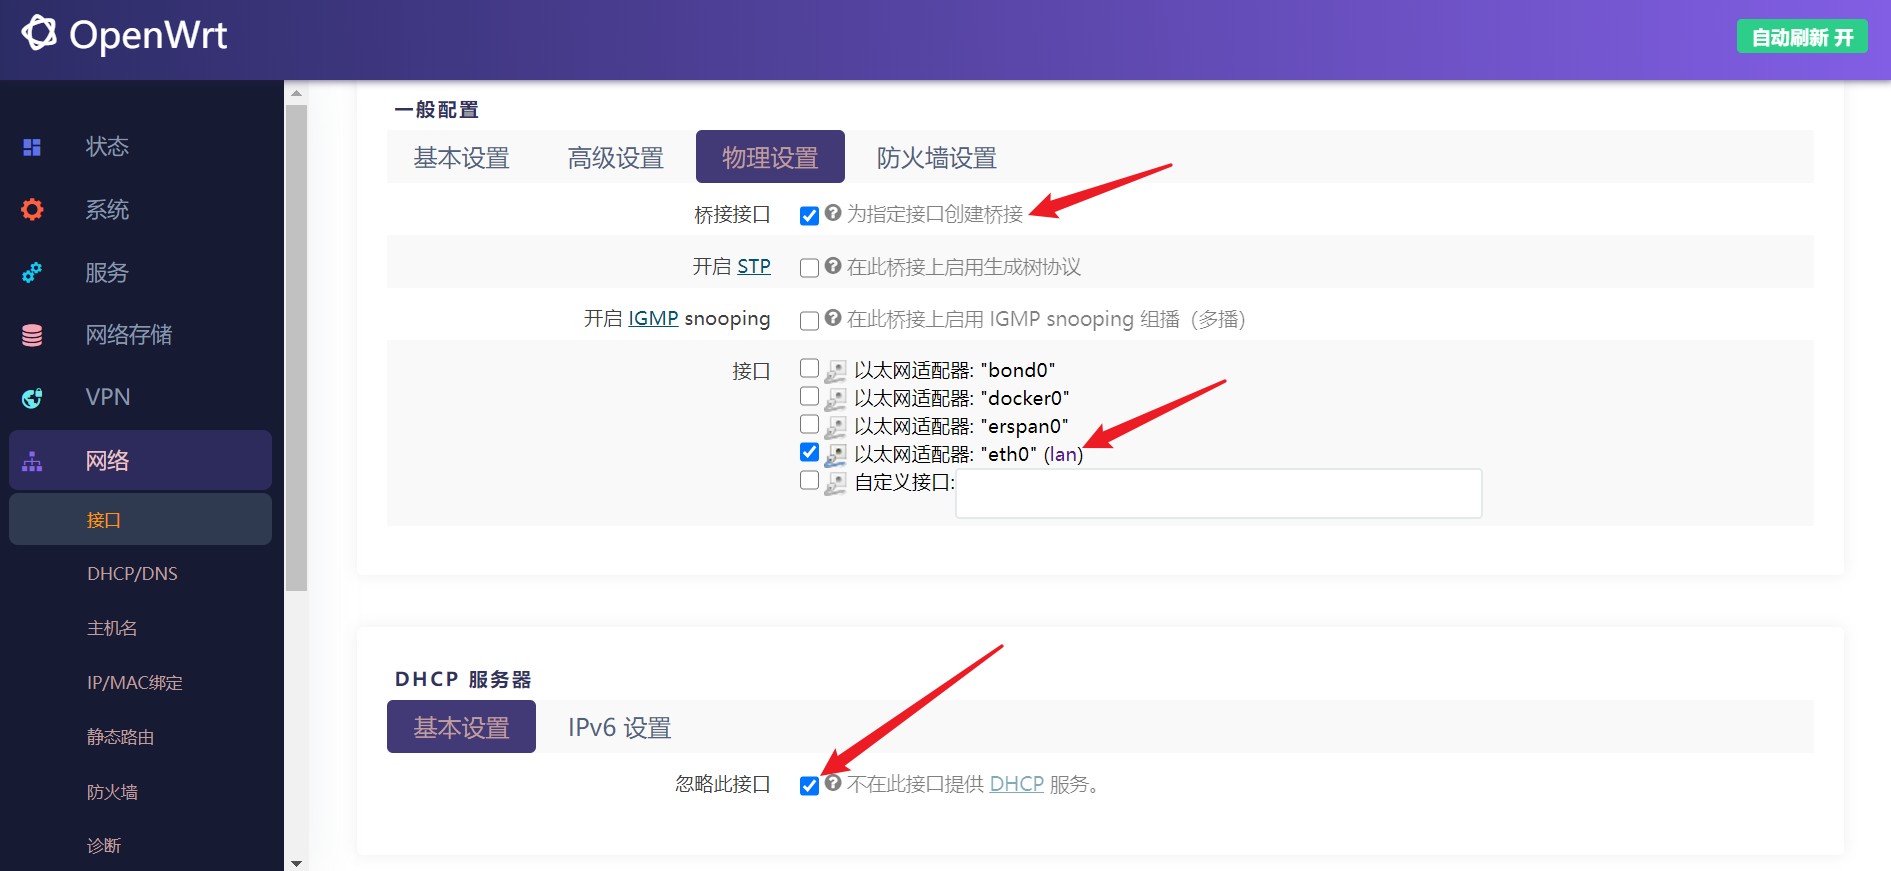 OpenWrt
自动刷新 开
状态
系统
服务
网络存储
VPN
网络
接口
DHCP/DNS
主机名
IP/MAC绑定
静态路由
防火墙
诊断
一般配置
基本设置 高级设置 物理设置 防火墙设置
桥接接口 为指定接口创建桥接
开启 STP 在此桥接上启用生成树协议
开启 IGMP snooping 在此桥接上启用 IGMP snooping 组播（多播）
接口 以太网适配器: "bond0"
以太网适配器: "docker0"
以太网适配器: "erspan0"
以太网适配器: "eth0" (lan)
自定义接口:
DHCP 服务器
基本设置 IPv6 设置
忽略此接口 不在此接口提供 DHCP 服务。